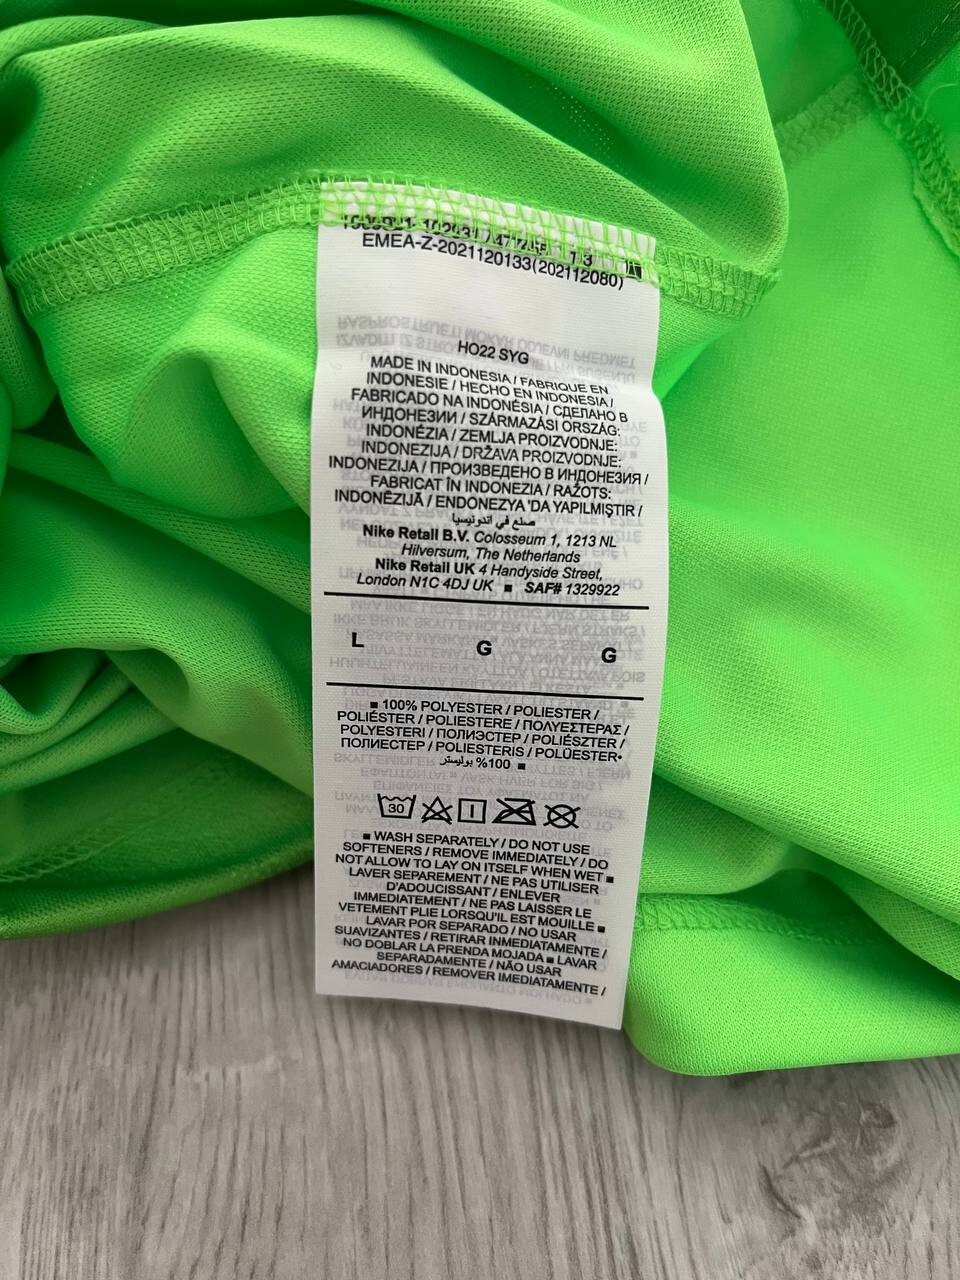 EMEA-Z-2021120133(202112080)
HO22 SYG
MADE IN INDONESIA / FABRIQUE EN
INDONESIE / HECHO EN INDONESIA /
FABRICADO NA INDONÉSIA / СДЕЛАНО В
ИНДОНЕЗИИ / SZÁRMAZÁSI ORSZÁG:
INDONÉZIA / ZEMLJA PROIZVODNJE:
INDONEZIJA / DRŽAVA PROIZVODNJE:
INDONEZIJA / ПРОИЗВЕДЕНО В ИНДОНЕЗИЯ /
FABRICAT ÎN INDONEZIA / RAŽOTS:
INDONĒZIJĀ / ENDONEZYA 'DA YAPILMIŞTIR /
صنع في اندونيسيا
Nike Retail B.V. Colosseum 1, 1213 NL
Hilversum, The Netherlands
Nike Retail UK 4 Handyside Street,
London N1C 4DJ UK ■ SAF# 1329922
L G G
■ 100% POLYESTER / POLIESTER /
POLIÉSTER / POLIESTERE / ΠΟΛΥΕΣΤΕΡΑΣ /
POLYESTERI / ПОЛИЭСТЕР / POLIÉSZTER /
ПОЛИЕСТЕР / POLIESTERIS / POLÜESTER•
100% بوليستر ■
30
■ WASH SEPARATELY / DO NOT USE
SOFTENERS / REMOVE IMMEDIATELY / DO
NOT ALLOW TO LAY ON ITSELF WHEN WET ■
LAVER SEPAREMENT / NE PAS UTILISER
D'ADOUCISSANT / ENLEVER
IMMEDIATEMENT / NE PAS LAISSER LE
VETEMENT PLIE LORSQU'IL EST MOUILLE ■
LAVAR POR SEPARADO / NO USAR
SUAVIZANTES / RETIRAR INMEDIATAMENTE /
NO DOBLAR LA PRENDA MOJADA ■ LAVAR
SEPARADAMENTE / NÃO USAR
AMACIADORES / REMOVER IMEDIATAMENTE /